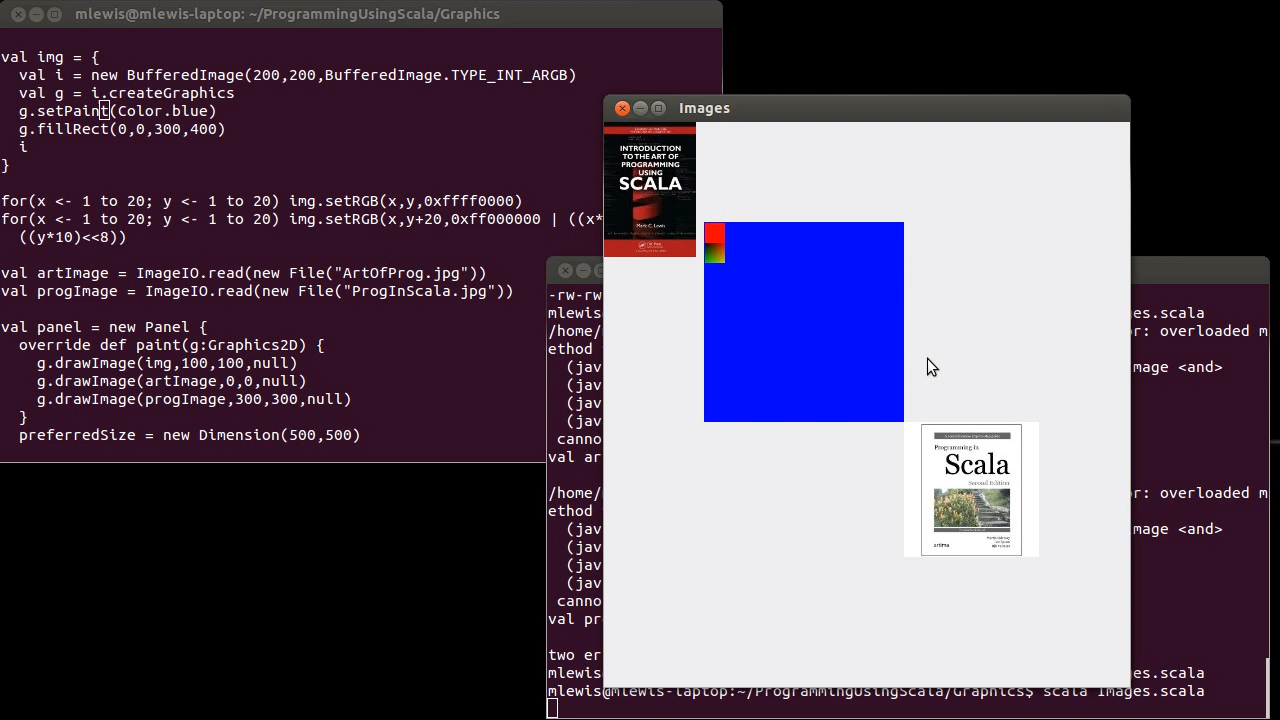 mlewis@mlewis-laptop: ~/ProgrammingUsingScala/Graphics
val img = {
  val i = new BufferedImage(200,200,BufferedImage.TYPE_INT_ARGB)
  val g = i.createGraphics
  g.setPaint(Color.blue)
  g.fillRect(0,0,300,400)
  i
}
for(x <- 1 to 20; y <- 1 to 20) img.setRGB(x,y,0xffff0000)
for(x <- 1 to 20; y <- 1 to 20) img.setRGB(x,y+20,0xff000000 | ((x*
  ((y*10)<<8))
val artImage = ImageIO.read(new File("ArtOfProg.jpg"))
val progImage = ImageIO.read(new File("ProgInScala.jpg"))
val panel = new Panel {
  override def paint(g:Graphics2D) {
    g.drawImage(img,100,100,null)
    g.drawImage(artImage,0,0,null)
    g.drawImage(progImage,300,300,null)
  }
  preferredSize = new Dimension(500,500)
Images
INTRODUCTION
TO THE ART OF
PROGRAMMING
USING
SCALA
Mark C. Lewis
Programming in
Scala
Second Edition
artima
-rw-rw
mlewis ges.scala
/home/ r: overloaded m
ethod
  (jav mage <and>
  (jav
  (jav
  (jav
 canno
val ar
/home/ r: overloaded m
ethod
  (jav mage <and>
  (jav
  (jav
  (jav
 canno
val pr
two er
mlewis ges.scala
mlewis@mlewis-laptop:~/ProgrammingUsingScala/Graphics$ scala Images.scala